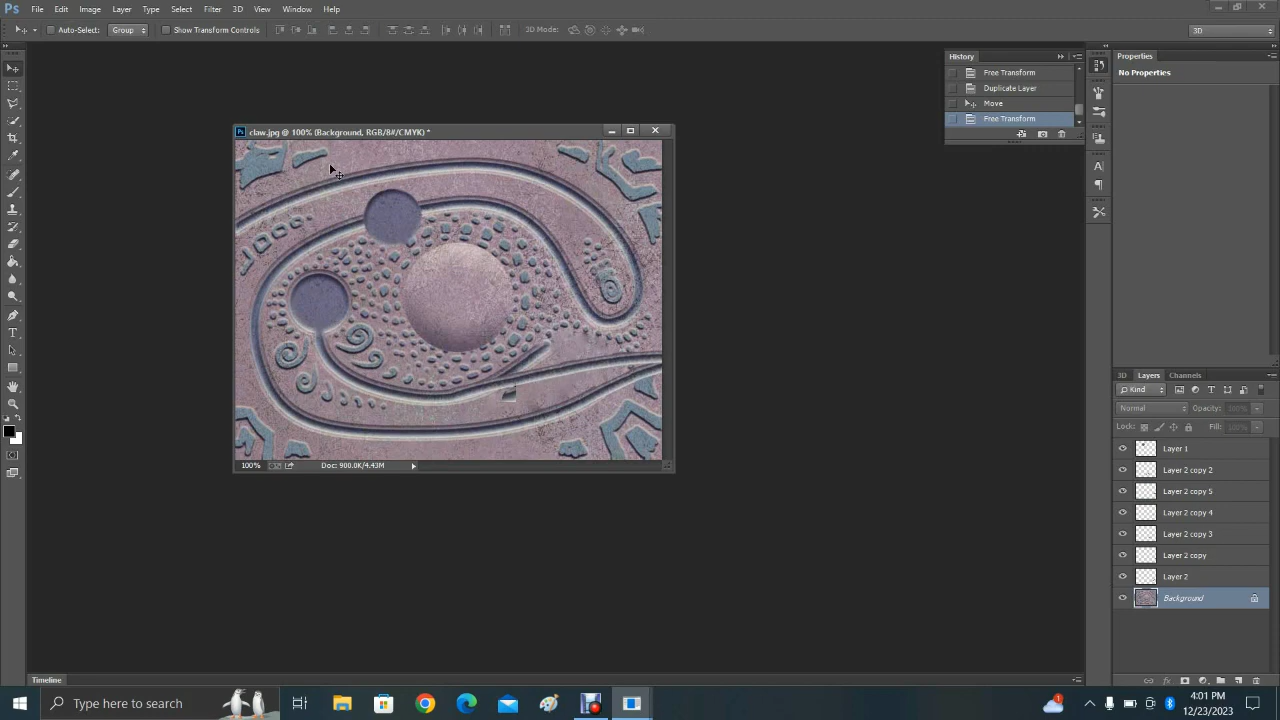 Ps File Edit Image Layer Type Select Filter 3D View Window Help
Auto-Select: Group Show Transform Controls 3D Mode: 3D
History
Free Transform
Duplicate Layer
Move
Free Transform
Properties
No Properties
claw.jpg @ 100% (Background, RGB/8#/CMYK) *
100% Doc: 900.0K/4.43M
3D Layers Channels
Kind
Normal Opacity: 100%
Lock: Fill: 100%
Layer 1
Layer 2 copy 2
Layer 2 copy 5
Layer 2 copy 4
Layer 2 copy 3
Layer 2 copy
Layer 2
Background
Timeline
Type here to search
1
4:01 PM
12/23/2023